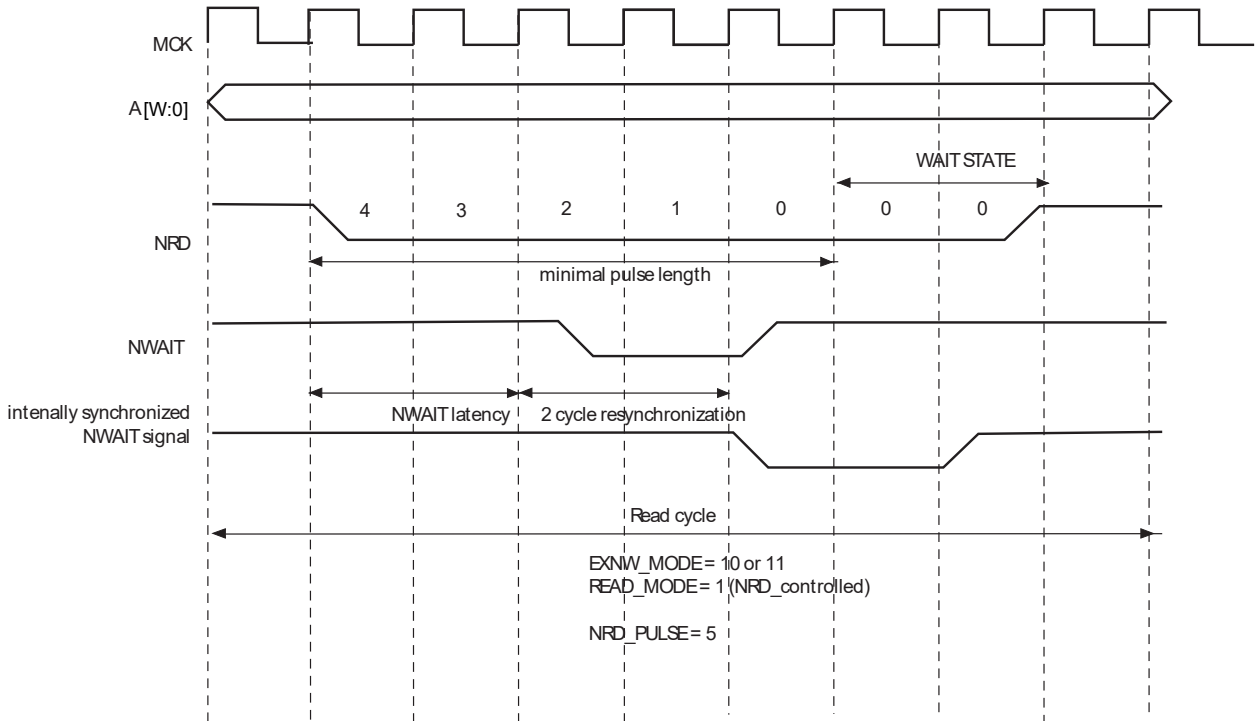 MCK
A[W:0]
WAIT STATE
4 3 2 1 0 0 0
NRD
minimal pulse length
NWAIT
NWAIT latency 2 cycle resynchronization
intenally synchronized
NWAIT signal
Read cycle
EXNW_MODE = 10 or 11
READ_MODE = 1 (NRD_controlled)
NRD_PULSE = 5